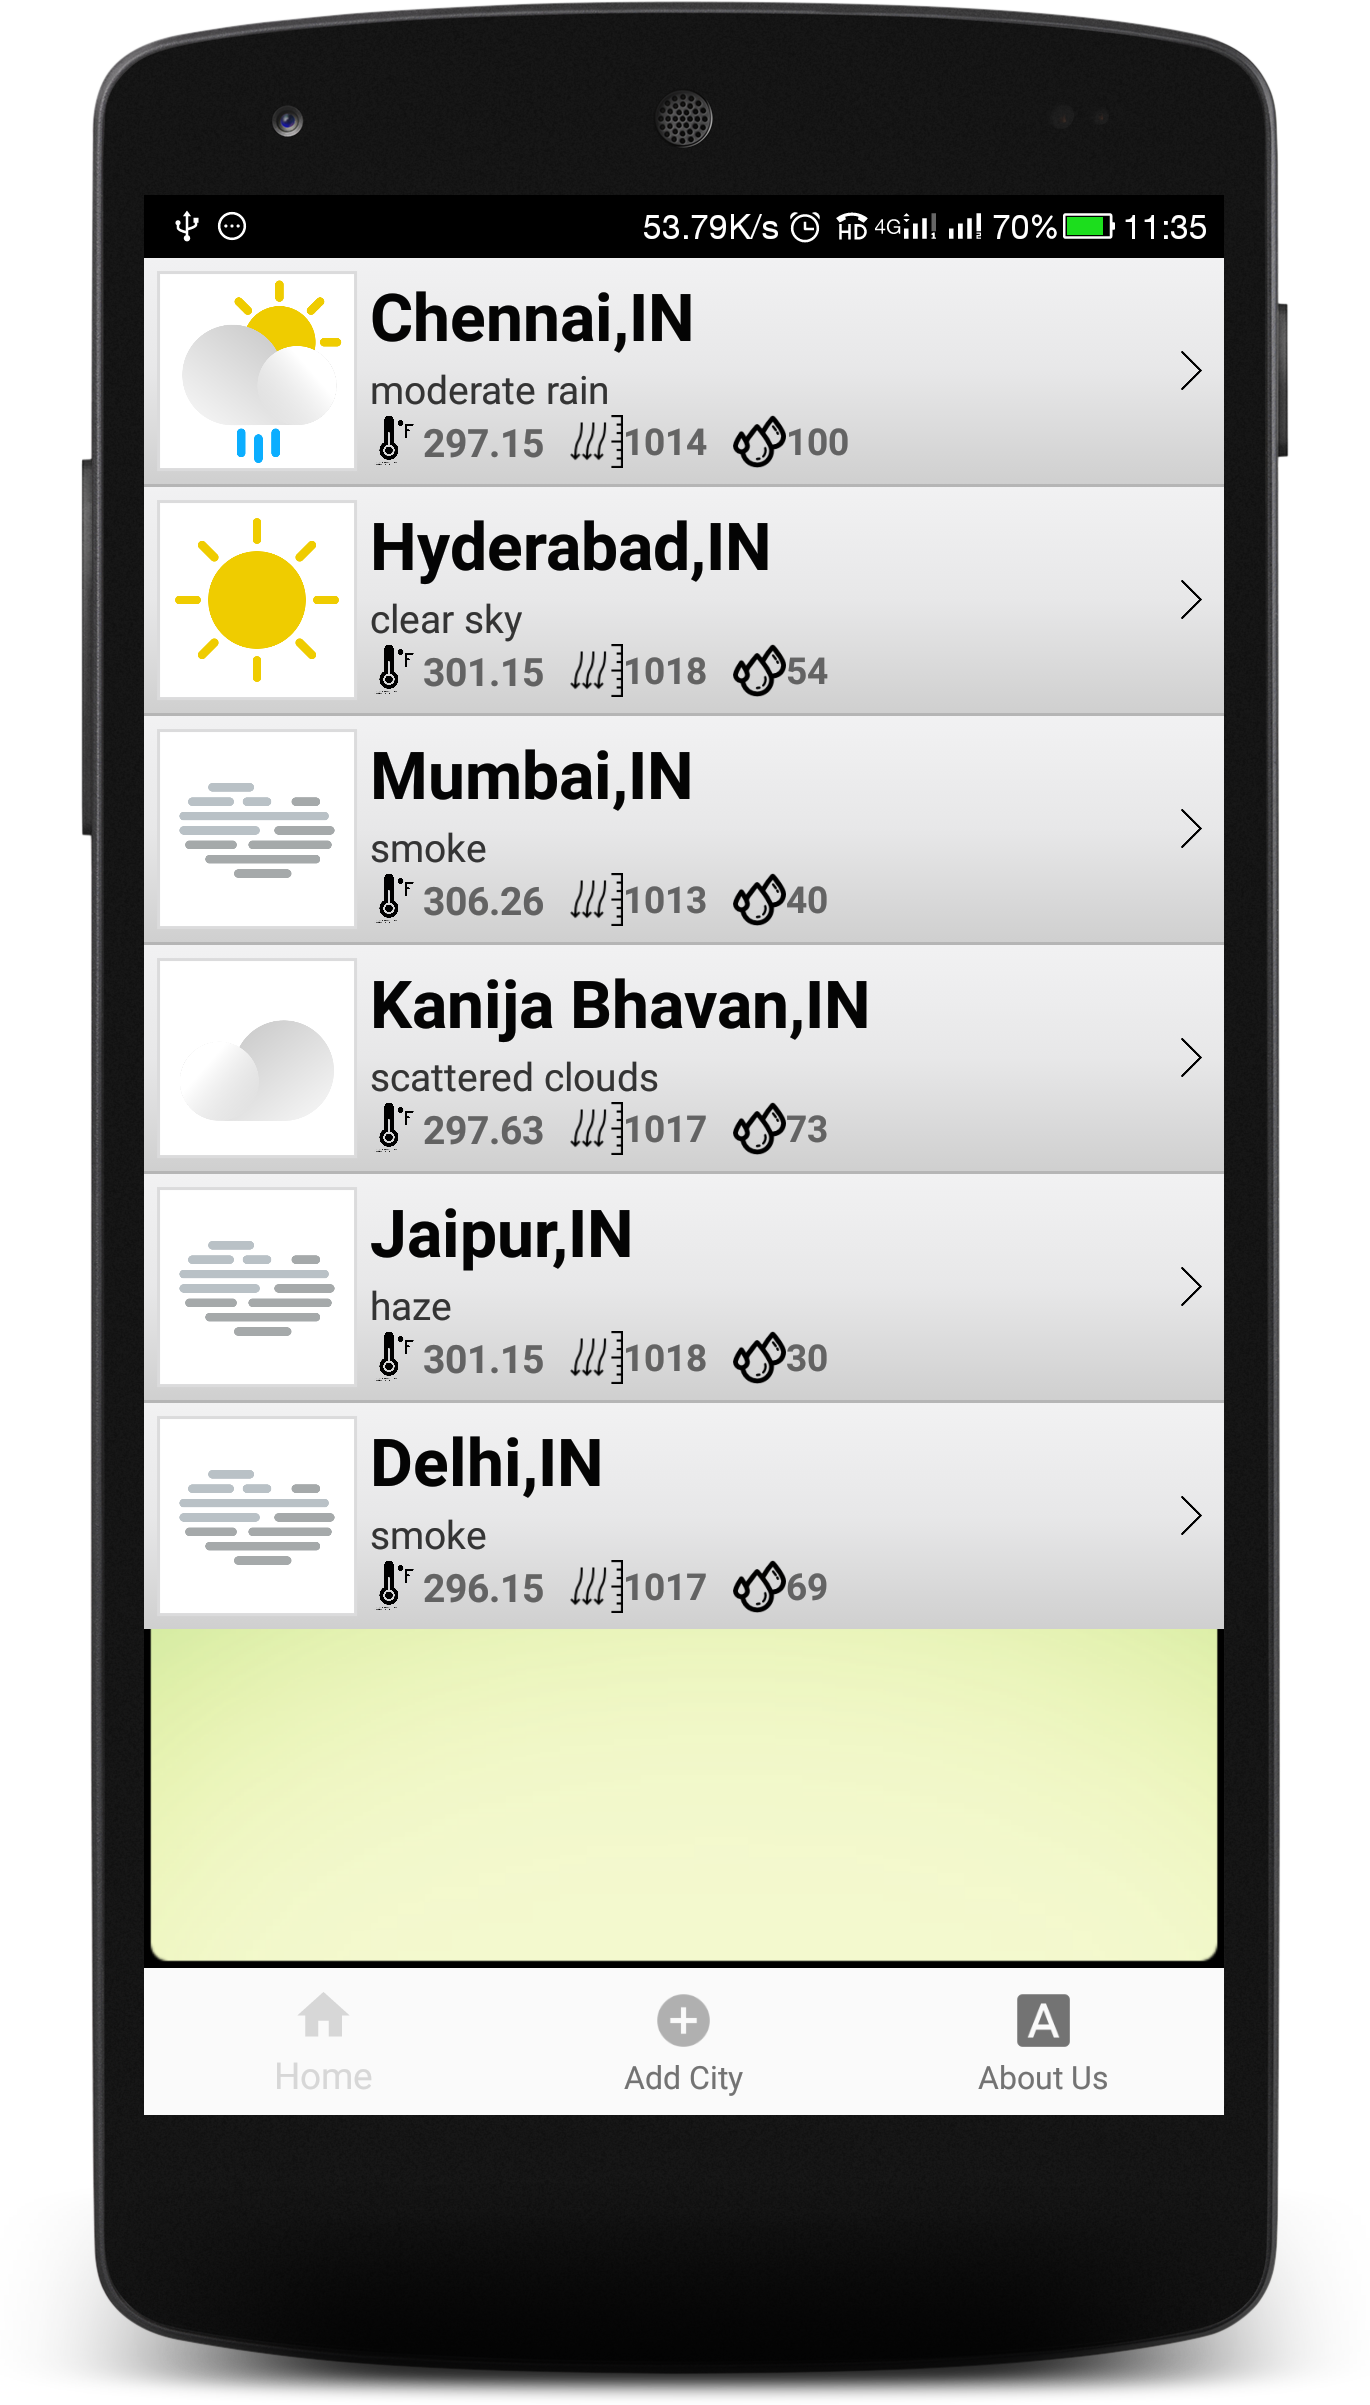 53.79K/s HD 4G 70% 11:35
Chennai,IN
moderate rain
°F 297.15 1014 100
Hyderabad,IN
clear sky
°F 301.15 1018 54
Mumbai,IN
smoke
°F 306.26 1013 40
Kanija Bhavan,IN
scattered clouds
°F 297.63 1017 73
Jaipur,IN
haze
°F 301.15 1018 30
Delhi,IN
smoke
°F 296.15 1017 69
A
Home Add City About Us